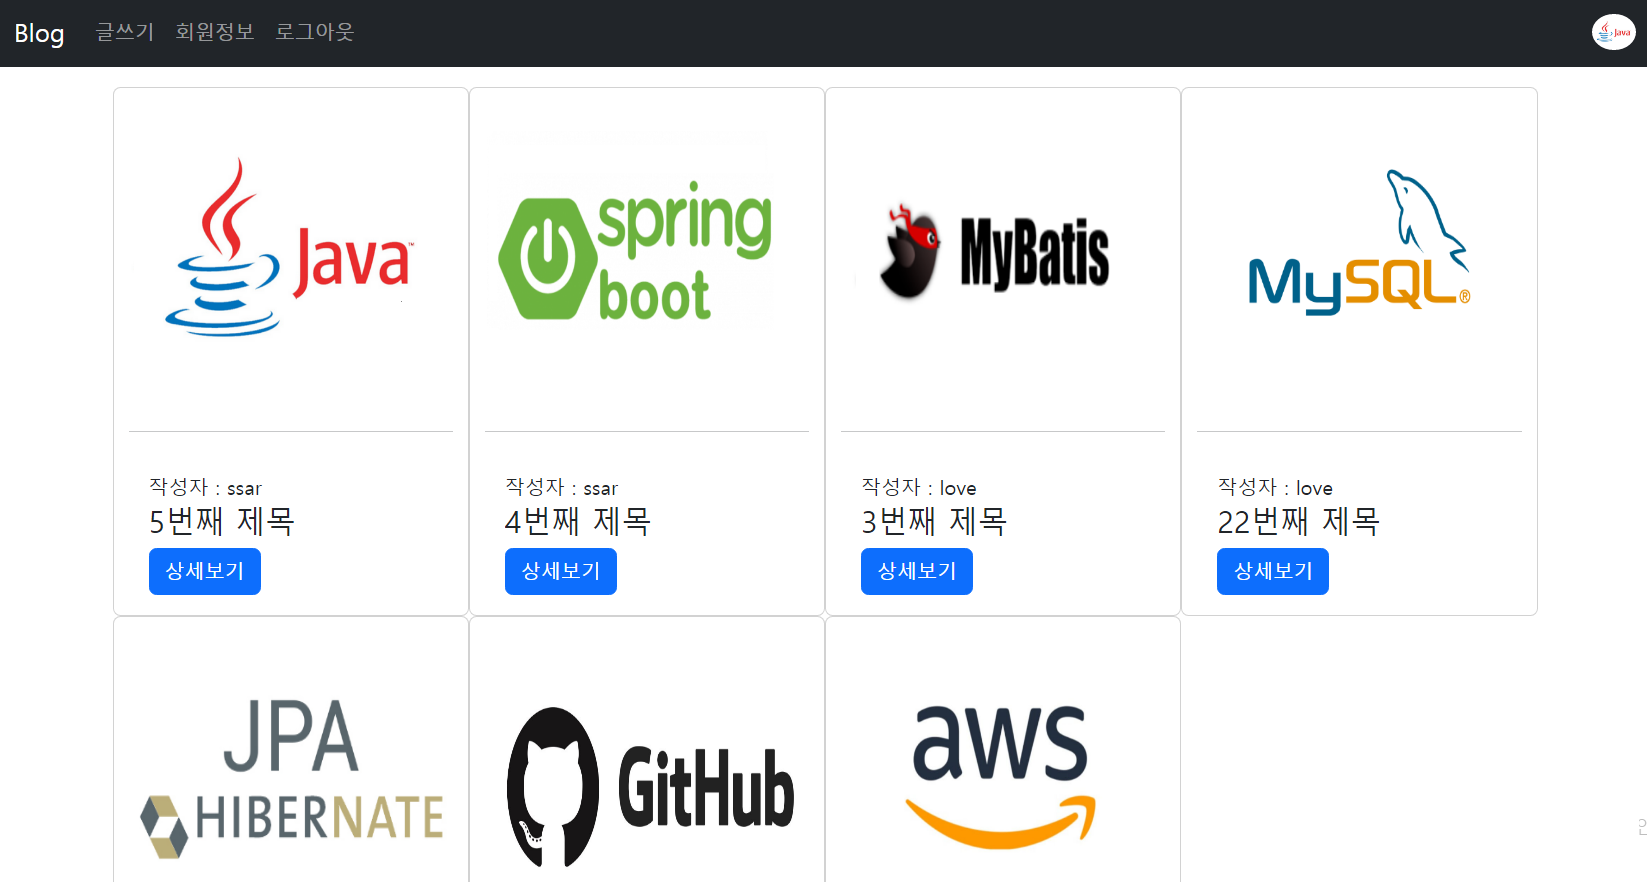 Blog 글쓰기 회원정보 로그아웃
Java
Java™
spring
boot
MyBatis
MySQL®
작성자 : ssar
5번째 제목
상세보기
작성자 : ssar
4번째 제목
상세보기
작성자 : love
3번째 제목
상세보기
작성자 : love
22번째 제목
상세보기
JPA
HIBERNATE
GitHub
aws